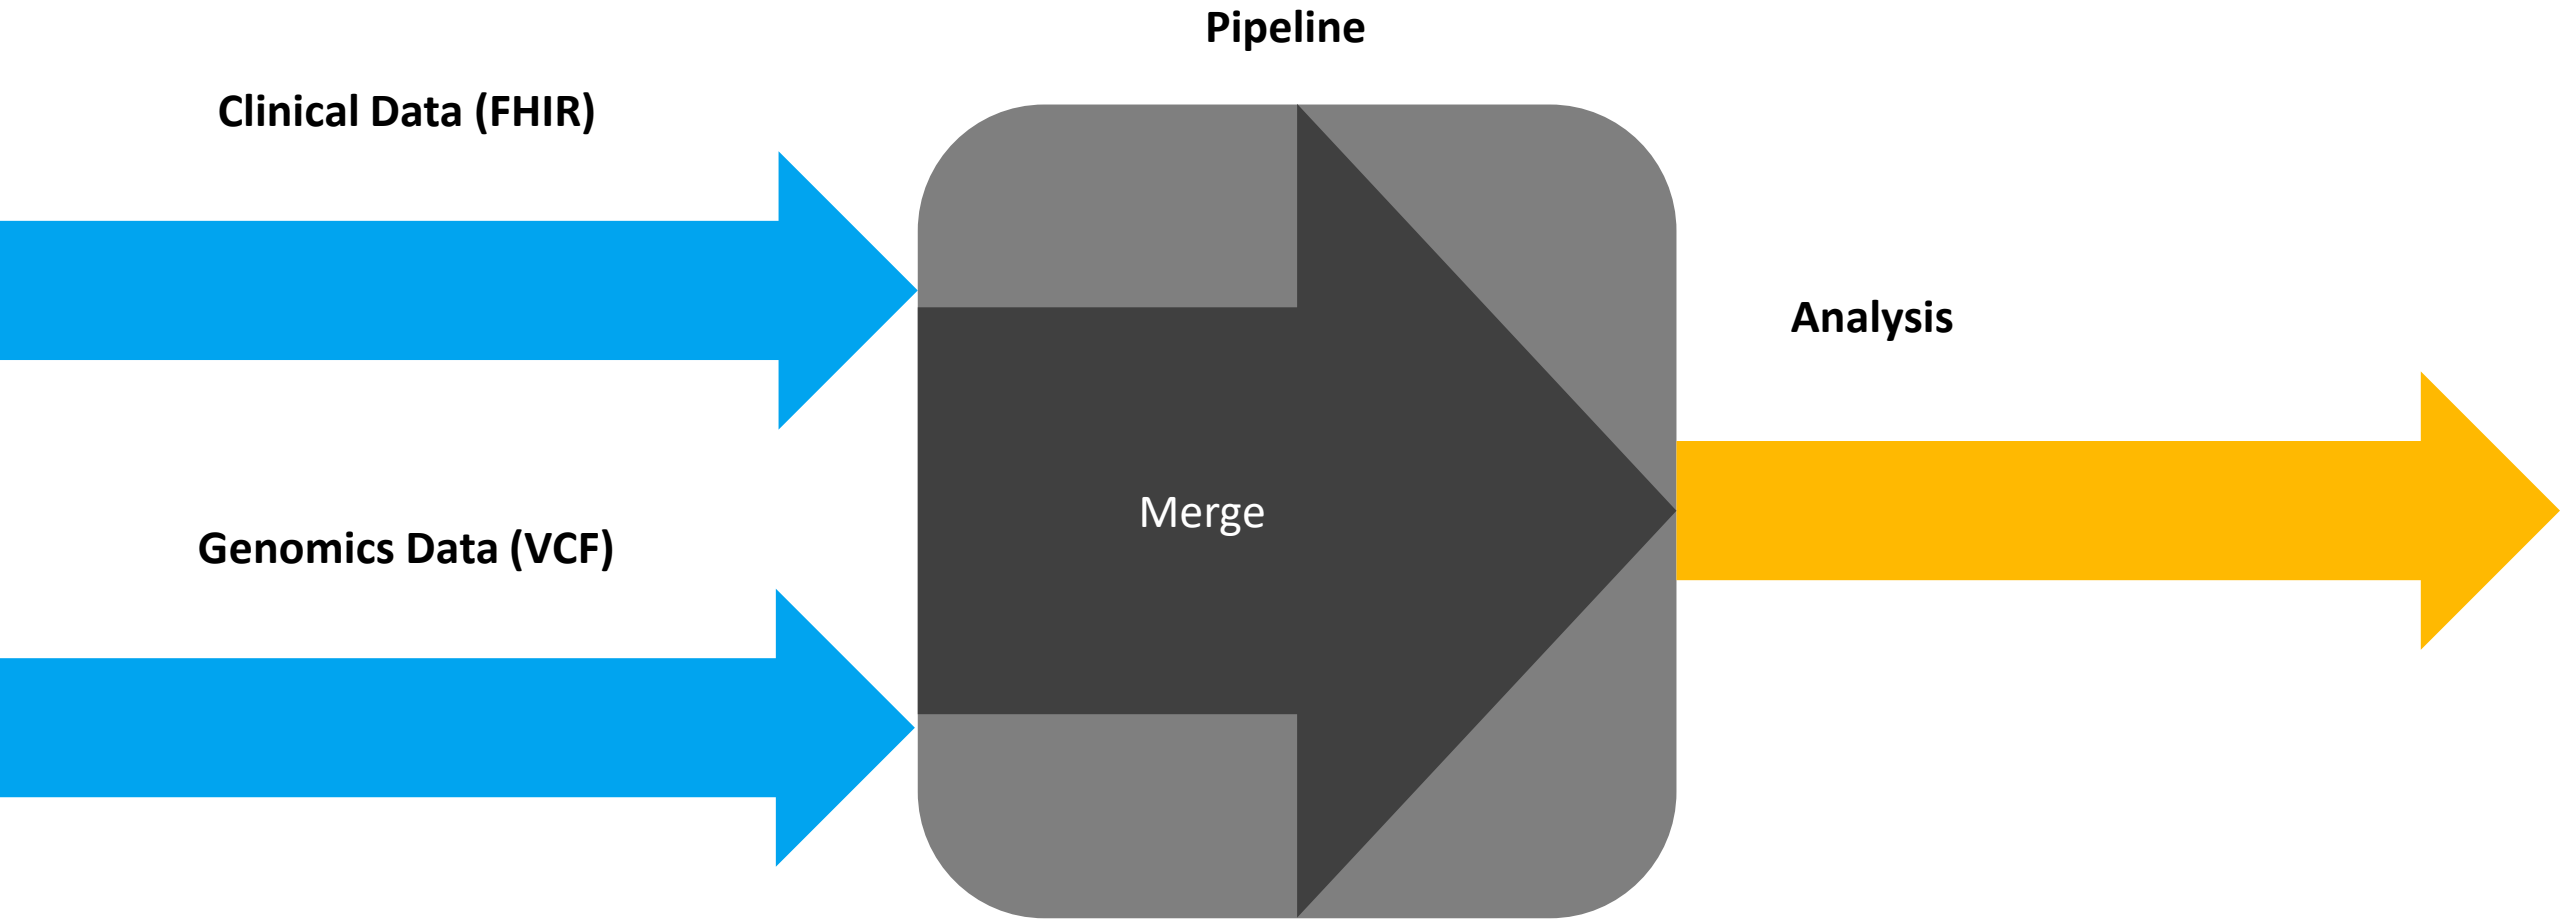 Pipeline
Clinical Data (FHIR)
Analysis
Merge
Genomics Data (VCF)